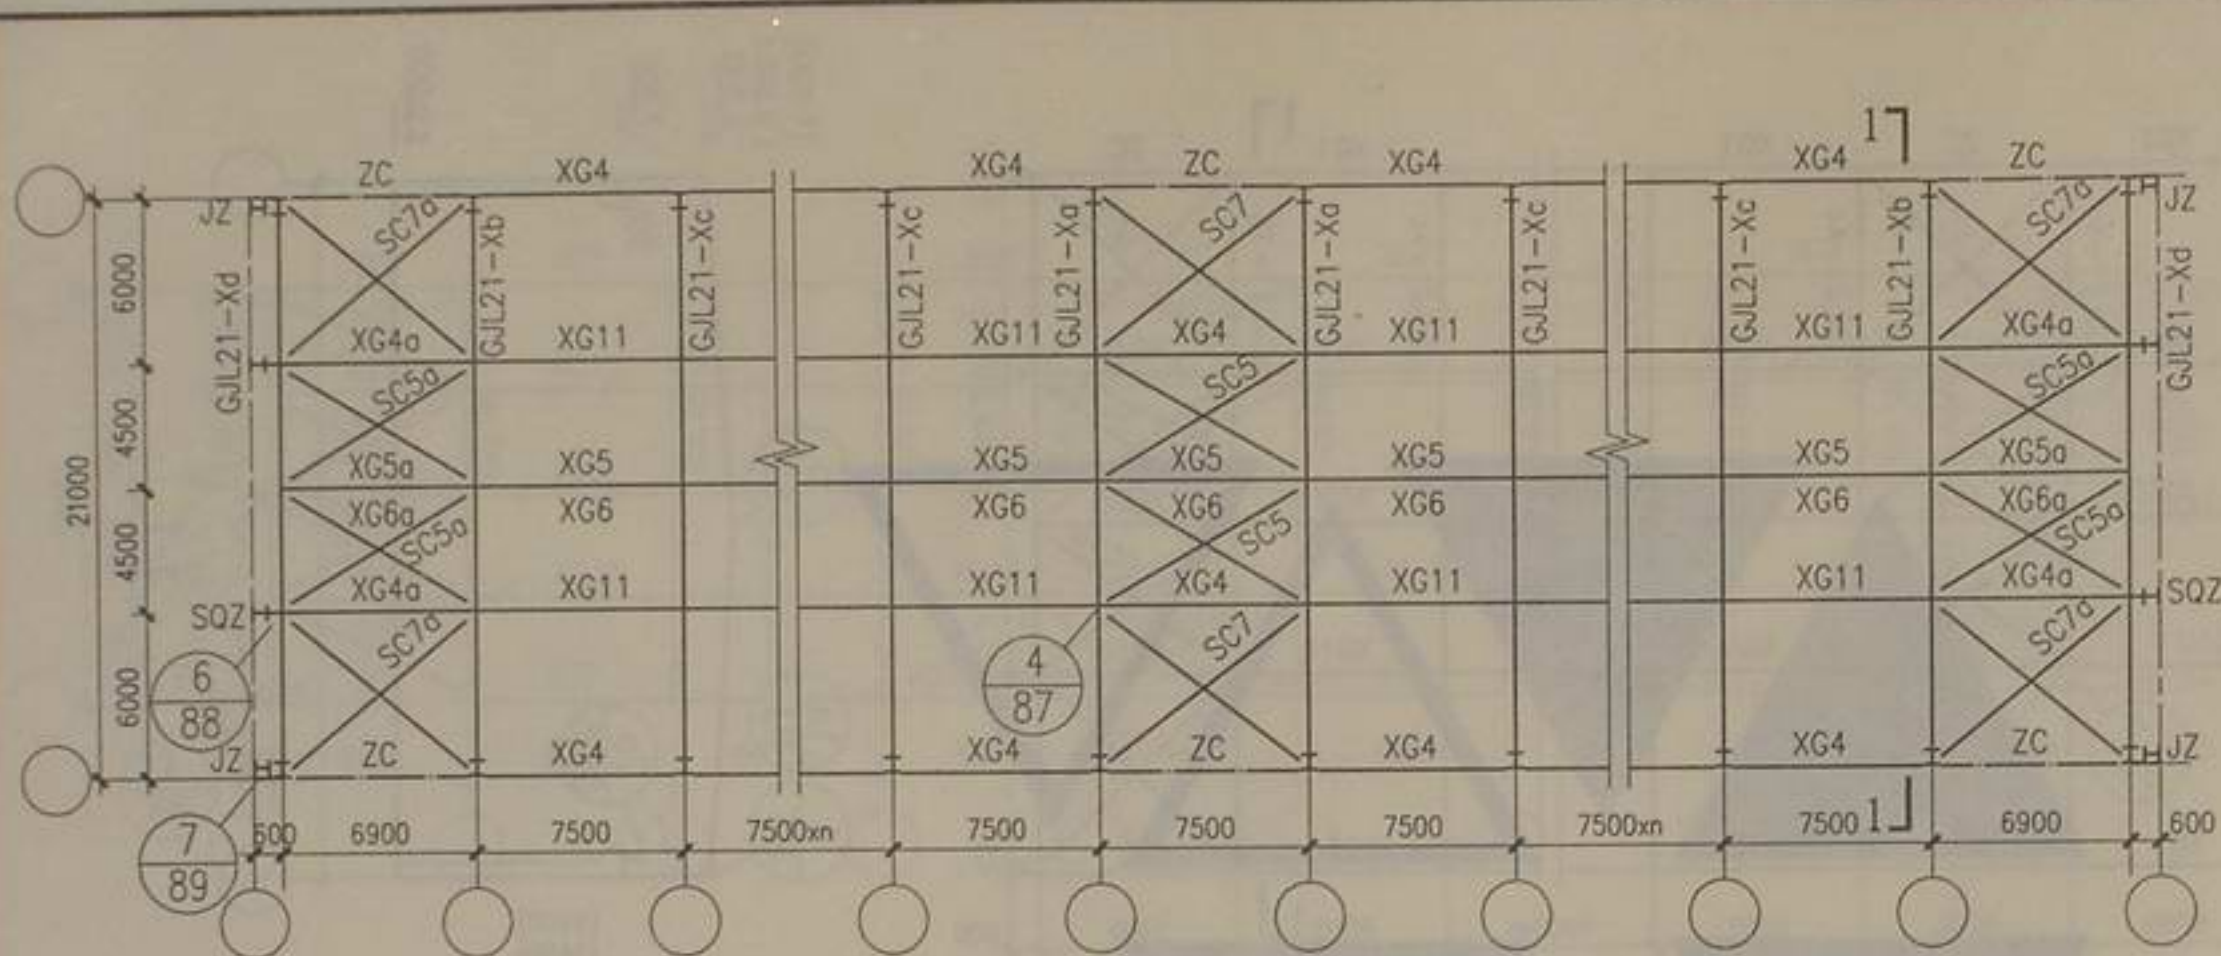 1
ZC XG4 XG4 ZC XG4 XG4 ZC
JZ SC7a GJL21-Xb GJL21-Xc GJL21-Xc GJL21-Xa SC7 GJL21-Xa GJL21-Xc GJL21-Xc GJL21-Xb SC7a JZ
6000 GJL21-Xd GJL21-Xd
XG4a XG11 XG11 XG4 XG11 XG11 XG4a
SC5a SC5 SC5a
21000 4500
XG5a XG5 XG5 XG5 XG5 XG5 XG5a
XG6a XG6 XG6 XG6 XG6 XG6 XG6a
4500 SC5a SC5 SC5a
XG4a XG11 XG11 XG4 XG11 XG11 XG4a
SQZ SQZ
SC7a SC7 SC7a
6000 6 4
88 87
JZ ZC XG4 XG4 ZC XG4 XG4 ZC JZ
7 600 6900 7500 7500xn 7500 7500 7500 7500xn 7500 1 6900 600
89